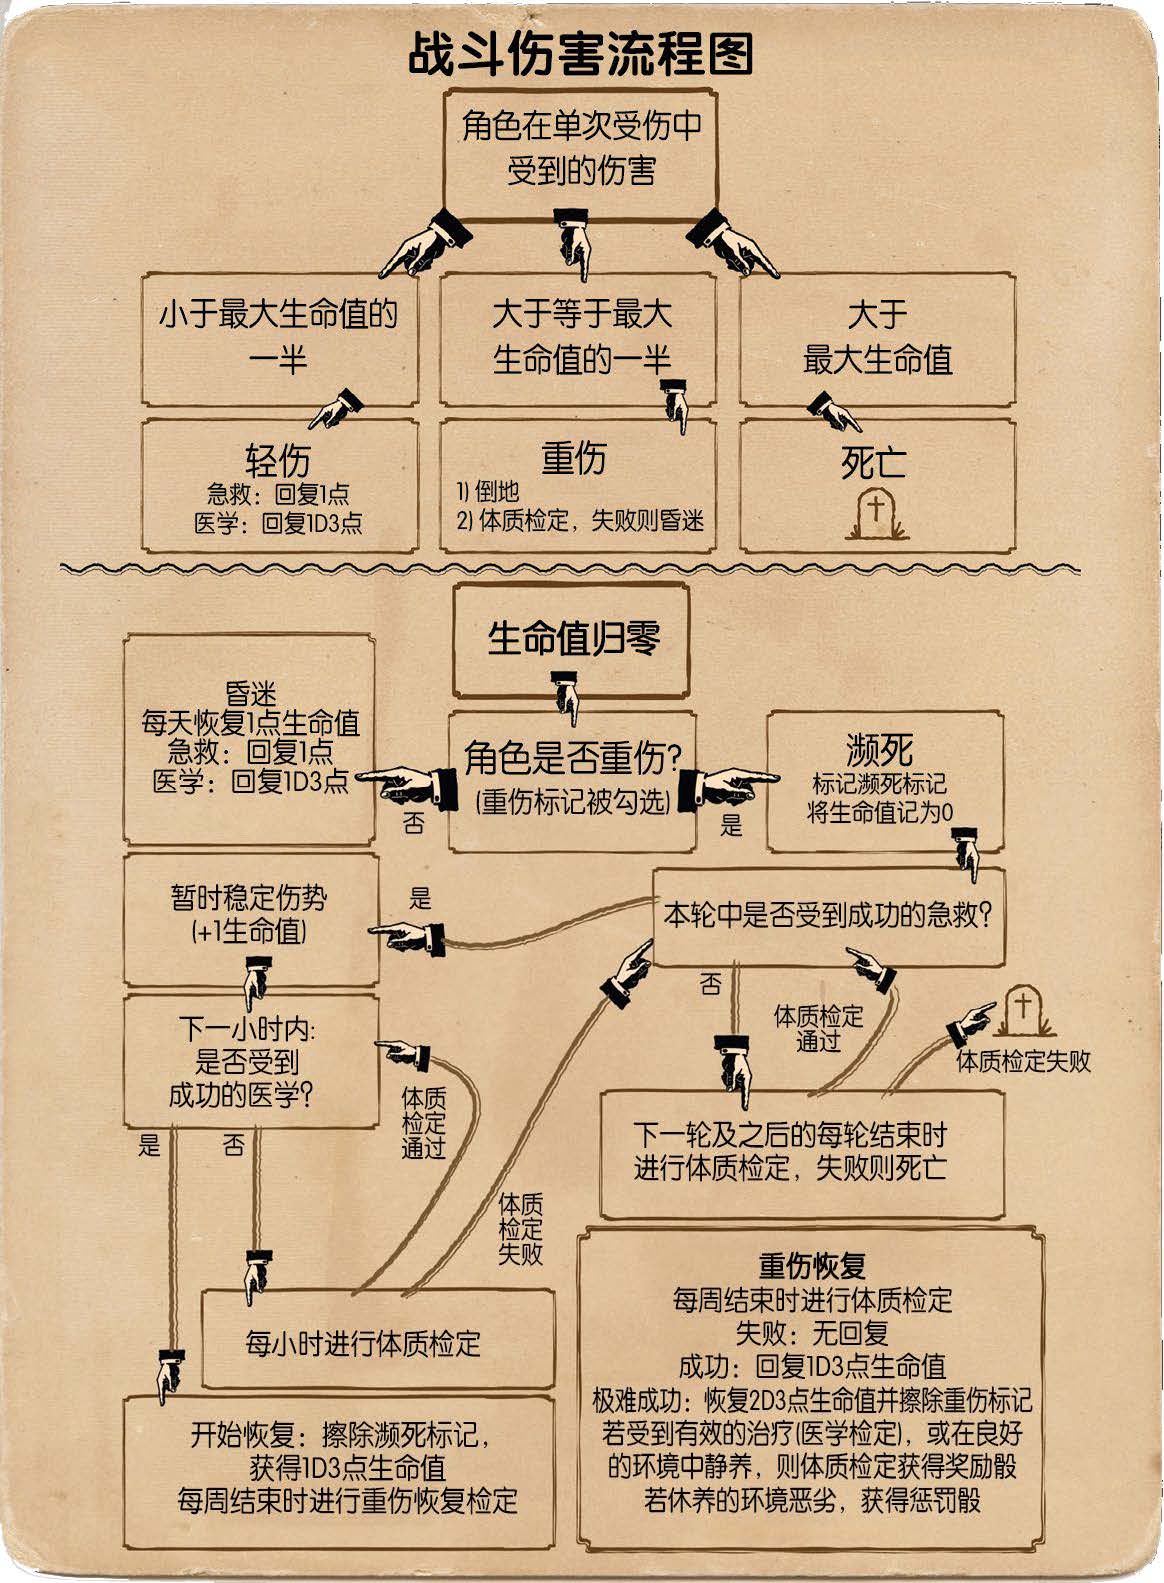 战斗伤害流程图
角色在单次受伤中
受到的伤害
小于最大生命值的
一半
大于等于最大
生命值的一半
大于
最大生命值
轻伤
急救：回复1点
医学：回复1D3点
重伤
1) 倒地
2) 体质检定，失败则昏迷
死亡
生命值归零
昏迷
每天恢复1点生命值
急救：回复1点
医学：回复1D3点
角色是否重伤?
(重伤标记被勾选)
否
是
濒死
标记濒死标记
将生命值记为0
暂时稳定伤势
(+1生命值)
是
本轮中是否受到成功的急救?
否
体质检定
通过
体质检定失败
下一小时内:
是否受到
成功的医学?
是
否
体质
检定
通过
体质
检定
失败
下一轮及之后的每轮结束时
进行体质检定，失败则死亡
每小时进行体质检定
开始恢复：擦除濒死标记，
获得1D3点生命值
每周结束时进行重伤恢复检定
重伤恢复
每周结束时进行体质检定
失败：无回复
成功：回复1D3点生命值
极难成功：恢复2D3点生命值并擦除重伤标记
若受到有效的治疗(医学检定)，或在良好
的环境中静养，则体质检定获得奖励骰
若休养的环境恶劣，获得惩罚骰